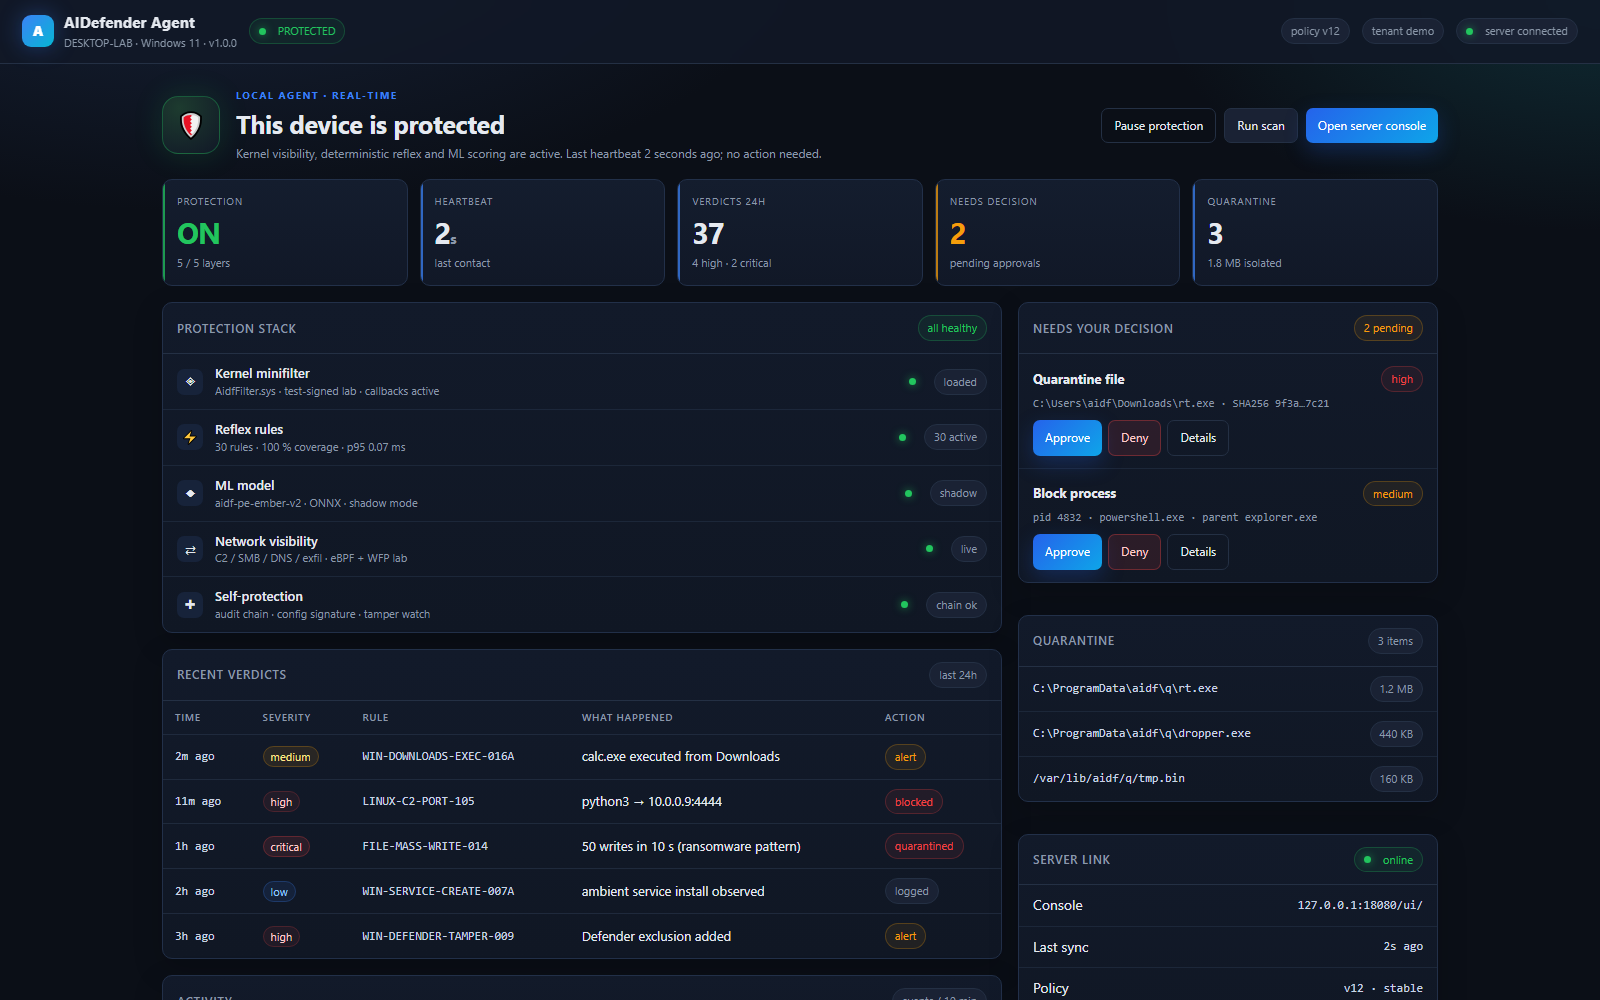 A
AIDefender Agent
DESKTOP-LAB · Windows 11 · v1.0.0
PROTECTED
policy v12
tenant demo
server connected
LOCAL AGENT · REAL-TIME
This device is protected
Kernel visibility, deterministic reflex and ML scoring are active. Last heartbeat 2 seconds ago; no action needed.
Pause protection
Run scan
Open server console
PROTECTION
ON
5 / 5 layers
HEARTBEAT
2s
last contact
VERDICTS 24H
37
4 high · 2 critical
NEEDS DECISION
2
pending approvals
QUARANTINE
3
1.8 MB isolated
PROTECTION STACK
all healthy
Kernel minifilter
AidfFilter.sys · test-signed lab · callbacks active
loaded
Reflex rules
30 rules · 100 % coverage · p95 0.07 ms
30 active
ML model
aidf-pe-ember-v2 · ONNX · shadow mode
shadow
Network visibility
C2 / SMB / DNS / exfil · eBPF + WFP lab
live
Self-protection
audit chain · config signature · tamper watch
chain ok
RECENT VERDICTS
last 24h
TIME SEVERITY RULE WHAT HAPPENED ACTION
2m ago medium WIN-DOWNLOADS-EXEC-016A calc.exe executed from Downloads alert
11m ago high LINUX-C2-PORT-105 python3 → 10.0.0.9:4444 blocked
1h ago critical FILE-MASS-WRITE-014 50 writes in 10 s (ransomware pattern) quarantined
2h ago low WIN-SERVICE-CREATE-007A ambient service install observed logged
3h ago high WIN-DEFENDER-TAMPER-009 Defender exclusion added alert
ACTIVITY
events / 10 min
NEEDS YOUR DECISION
2 pending
Quarantine file
high
C:\Users\aidf\Downloads\rt.exe · SHA256 9f3a…7c21
Approve Deny Details
Block process
medium
pid 4832 · powershell.exe · parent explorer.exe
Approve Deny Details
QUARANTINE
3 items
C:\ProgramData\aidf\q\rt.exe 1.2 MB
C:\ProgramData\aidf\q\dropper.exe 440 KB
/var/lib/aidf/q/tmp.bin 160 KB
SERVER LINK
online
Console 127.0.0.1:18080/ui/
Last sync 2s ago
Policy v12 · stable